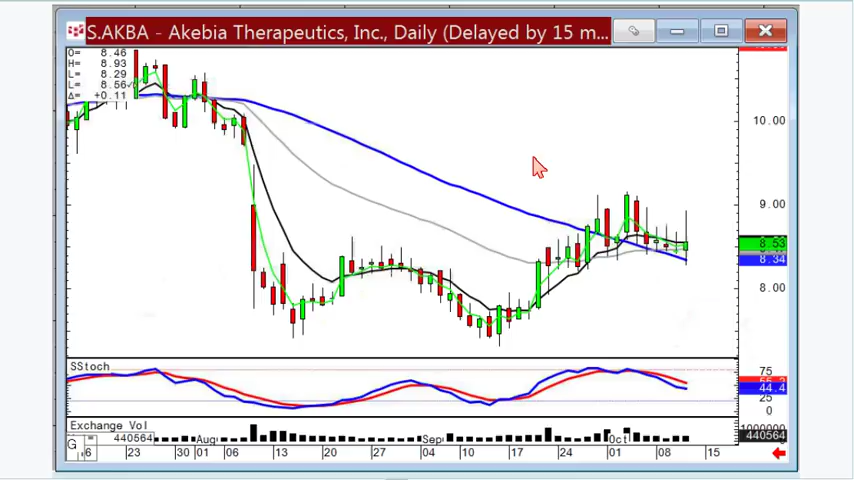 S.AKBA - Akebia Therapeutics, Inc., Daily (Delayed by 15 m...
O= 8.46
H= 8.93
L= 8.29
L= 8.56
Δ= +0.11
10.00
9.00
8.53
8.34
8.00
SStoch
75
44.4
25
0
Exchange Vol
1000000
440564 440564
G 6 23 30 01 Aug 06 13 20 27 04 Sep 10 17 24 01 Oct 08 15